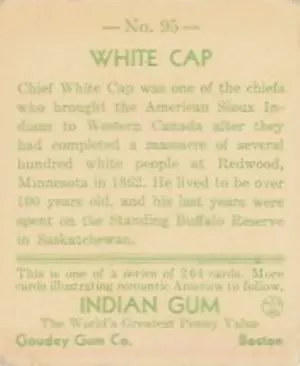 — No. 95 —
WHITE CAP
Chief White Cap was one of the chiefs
who brought the American Sioux In-
dians to Western Canada after they
had completed a massacre of several
hundred white people at Redwood,
Minnesota in 1862. He lived to be over
100 years old, and his last years were
spent on the Standing Buffalo Reserve
in Saskatchewan.
This is one of a series of 264 cards. More
cards illustrating romantic America to follow.
INDIAN GUM
The World's Greatest Penny Value
Goudey Gum Co. Boston